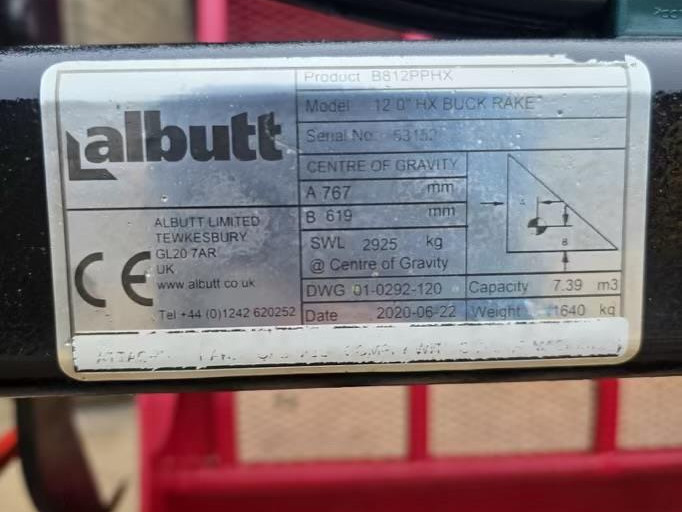 albutt
Product B812PPHX
Model 12'0" HX BUCK RAKE
Serial No. 63152
CENTRE OF GRAVITY
A 767 mm
B 619 mm
SWL 2925 kg
@ Centre of Gravity
DWG 01-0292-120 Capacity 7.39 m3
Date 2020-06-22 Weight 1640 kg
A
B
CE
ALBUTT LIMITED
TEWKESBURY
GL20 7AR
UK
www.albutt.co.uk
Tel +44 (0)1242 620252